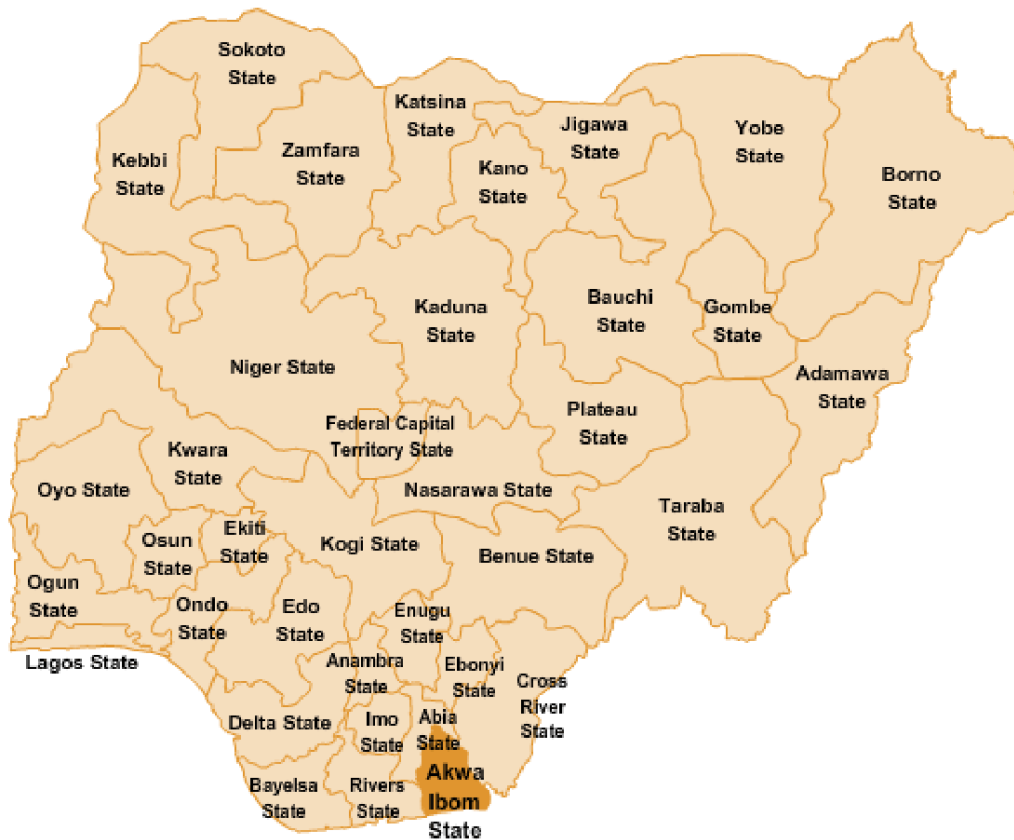 Sokoto
State
Katsina
State
Jigawa
State
Yobe
State
Kebbi
State
Zamfara
State
Kano
State
Borno
State
Kaduna
State
Bauchi
State
Gombe
State
Niger State
Adamawa
State
Federal Capital
Territory State
Plateau
State
Kwara
State
Oyo State
Nasarawa State
Taraba
State
Osun
State
Ekiti
State
Kogi State
Benue State
Ogun
State
Ondo
State
Edo
State
Enugu
State
Lagos State
Anambra
State
Ebonyi
State
Cross
River
State
Delta State
Imo
State
Abia
State
Bayelsa
State
Rivers
State
Akwa
Ibom
State